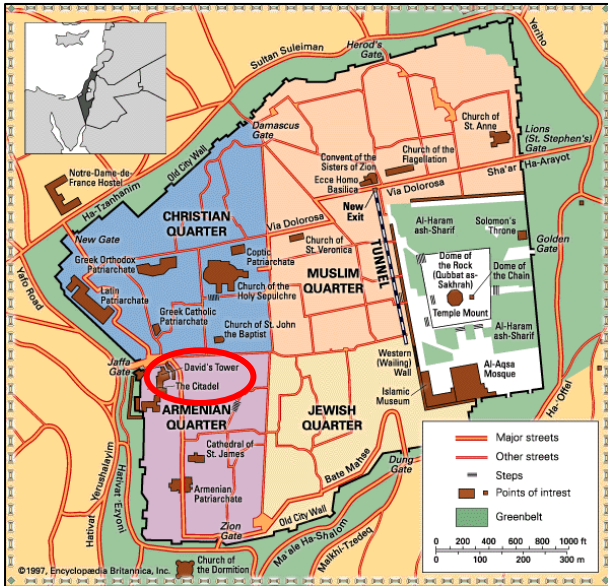 Sultan Suleiman
Herod's
Gate
Yeriho
Damascus
Gate
Church of
St. Anne
Lions
(St. Stephen's)
Gate
Sha'ar Ha-Arayot
Notre-Dame-de-
France Hostel
Old City Wall
Ha-Tzanhanim
Convent of the
Sisters of Zion
Ecce Homo
Basilica
Church of the
Flagellation
Via Dolorosa
New
Exit
CHRISTIAN
QUARTER
Via Dolorosa
New Gate
Yafo Road
Greek Orthodox
Patriarchate
Coptic
Patriarchate
Church of
St. Veronica
TUNNEL
Al-Haram
ash-Sharif
Solomon's
Throne
Golden
Gate
Latin
Patriarchate
Church of the
Holy Sepulchre
MUSLIM
QUARTER
Dome of
the Rock
(Qubbat as-
Sakhrah)
Dome of
the Chain
Temple Mount
Greek Catholic
Patriarchate
Church of St. John
the Baptist
Al-Haram
ash-Sharif
Jaffa
Gate
David's Tower
The Citadel
Western
(Wailing)
Wall
Al-Aqsa
Mosque
Islamic
Museum
Ha-'Ofel
ARMENIAN
QUARTER
JEWISH
QUARTER
Cathedral of
St. James
Bate Mahse
Dung
Gate
Armenian
Patriarchate
Hativat Yerushalayim
Hativat 'Ezyoni
Zion
Gate
Old City Wall
Ma'ale Ha-Shalom
Malkhi-Tzedeq
Church of
the Dormition
Major streets
Other streets
Steps
Points of intrest
Greenbelt
0 200 400 600 800 1000 ft
0 100 200 300 m
©1997, Encyclopædia Britannica, Inc.